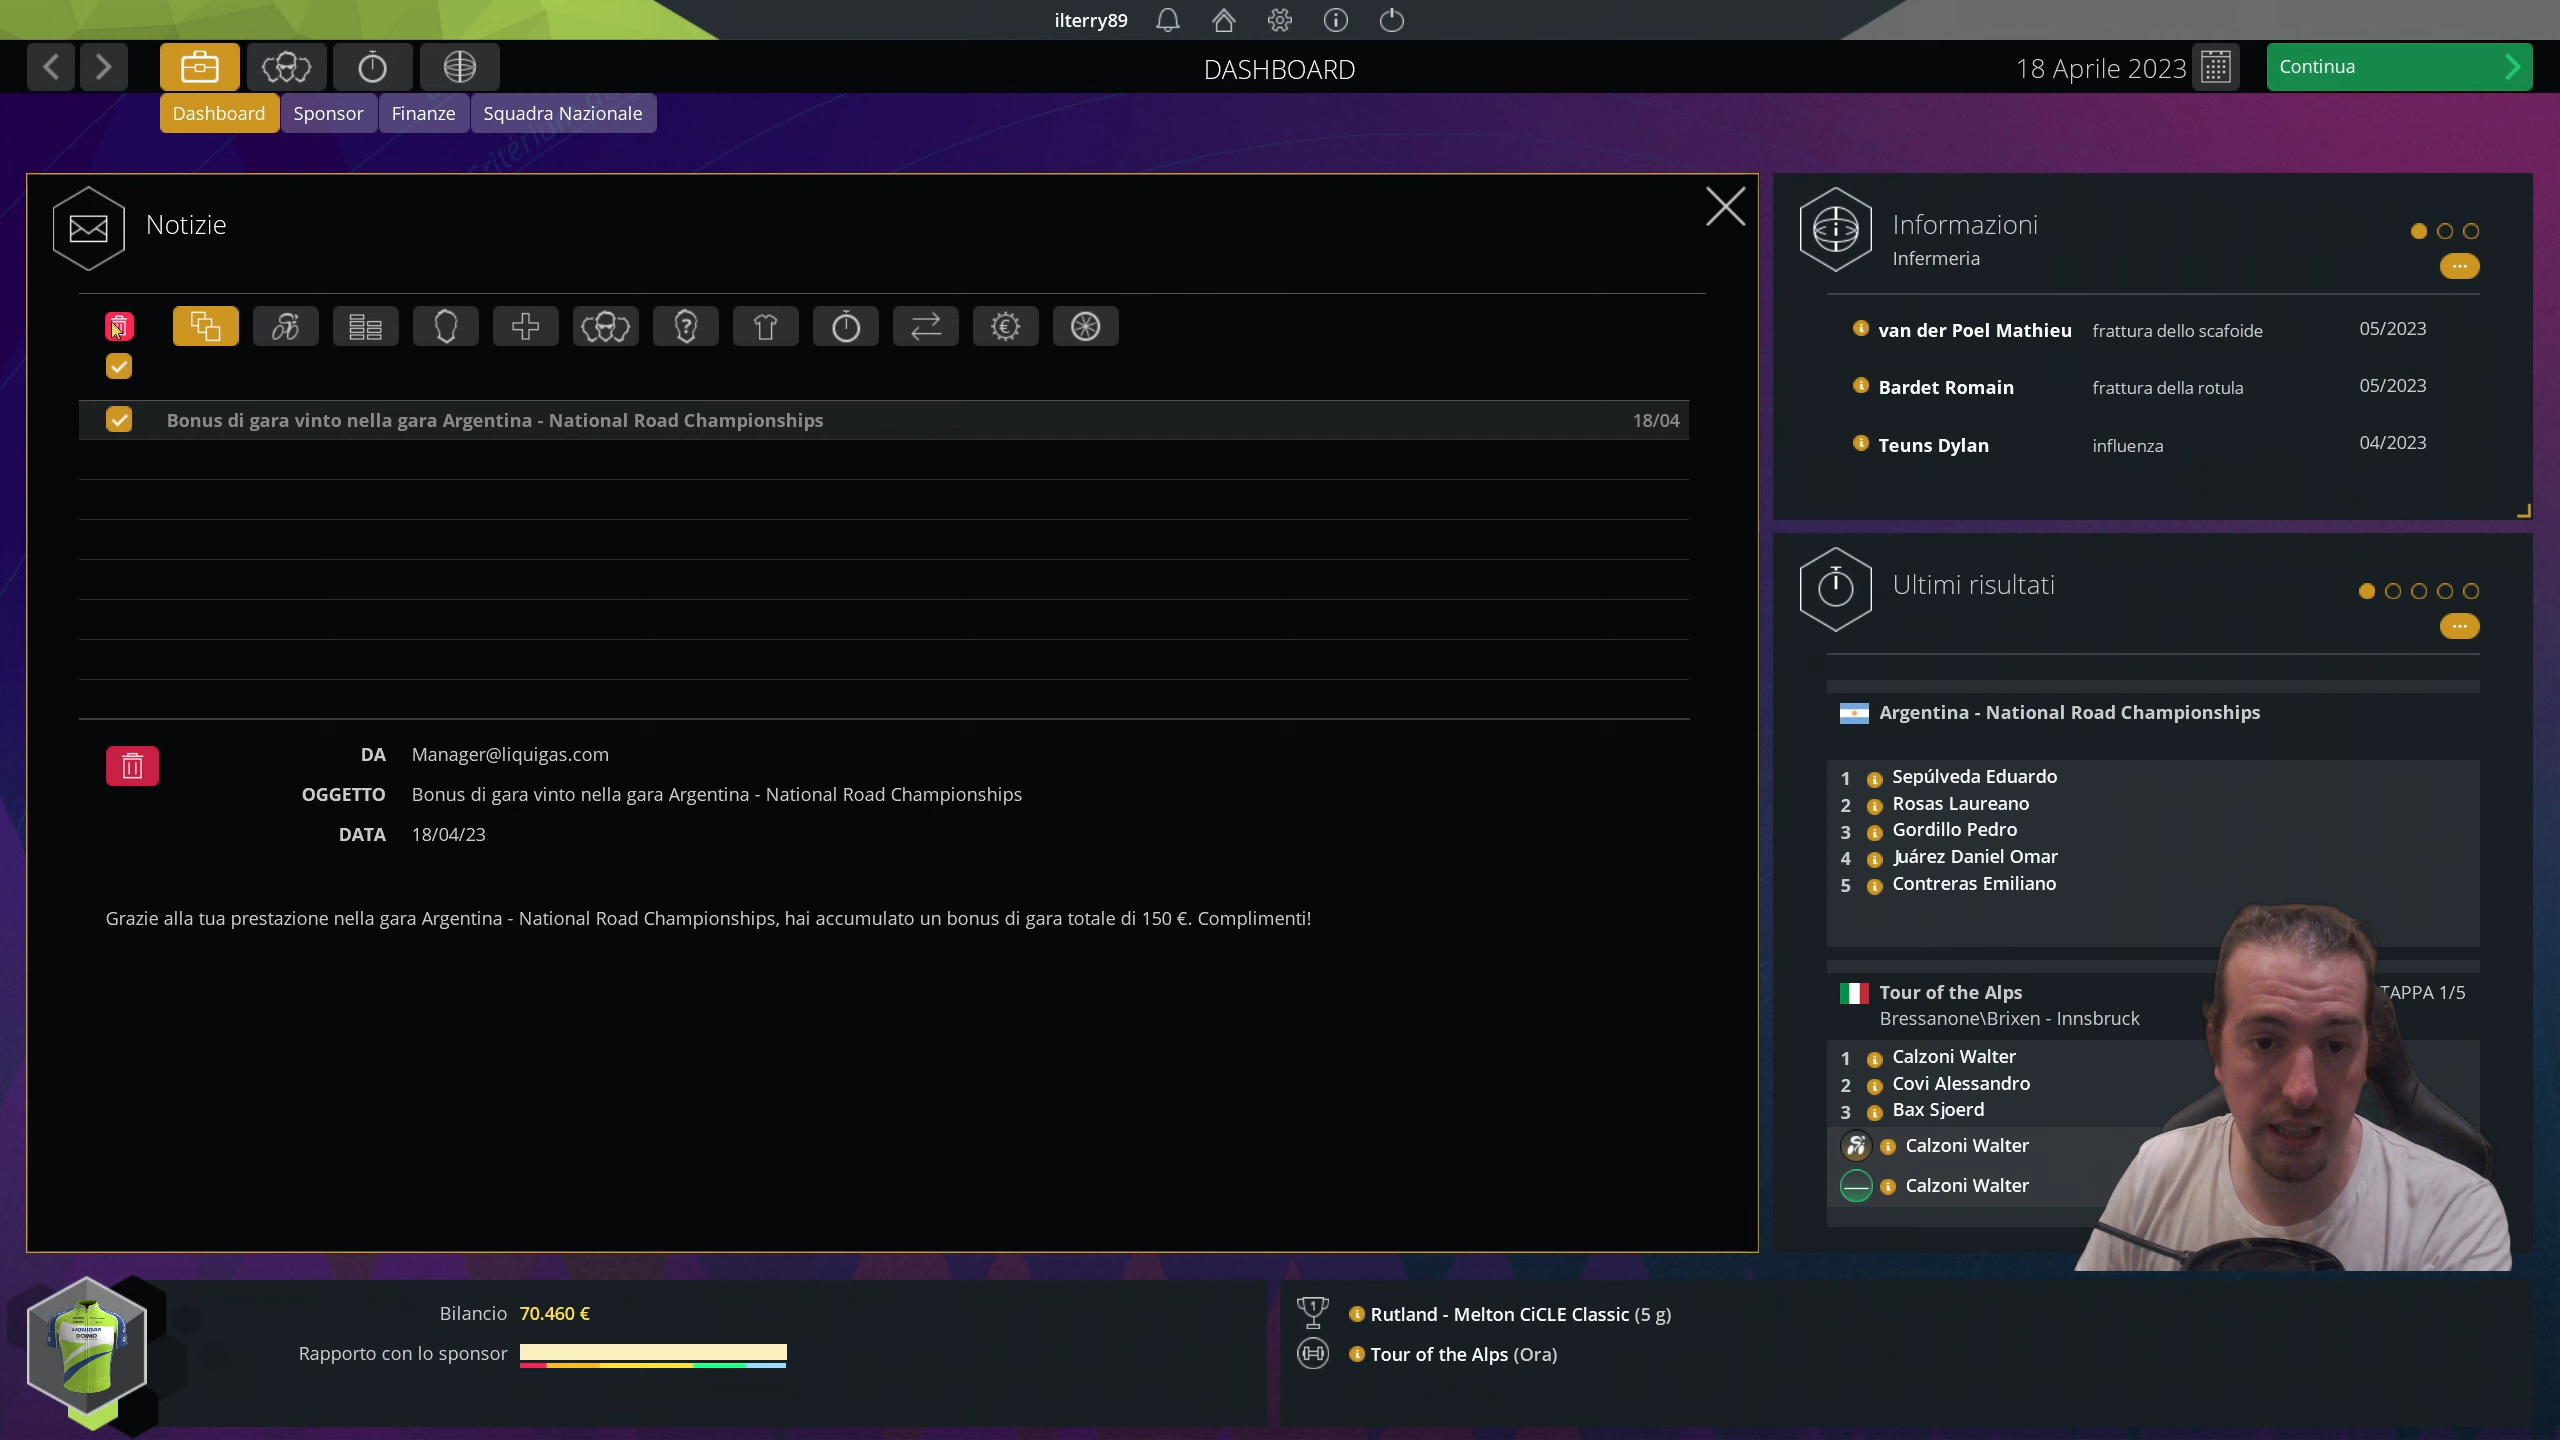 ilterry89
DASHBOARD
18 Aprile 2023
Continua
Dashboard
Sponsor
Finanze
Squadra Nazionale
Notizie
Bonus di gara vinto nella gara Argentina - National Road Championships 18/04
DA Manager@liquigas.com
OGGETTO Bonus di gara vinto nella gara Argentina - National Road Championships
DATA 18/04/23
Grazie alla tua prestazione nella gara Argentina - National Road Championships, hai accumulato un bonus di gara totale di 150 €. Complimenti!
Informazioni
Infermeria
van der Poel Mathieu frattura dello scafoide 05/2023
Bardet Romain frattura della rotula 05/2023
Teuns Dylan influenza 04/2023
Ultimi risultati
Argentina - National Road Championships
1 Sepúlveda Eduardo
2 Rosas Laureano
3 Gordillo Pedro
4 Juárez Daniel Omar
5 Contreras Emiliano
Tour of the Alps TAPPA 1/5
Bressanone\Brixen - Innsbruck
1 Calzoni Walter
2 Covi Alessandro
3 Bax Sjoerd
Calzoni Walter
Calzoni Walter
Bilancio 70.460 €
Rapporto con lo sponsor
Rutland - Melton CiCLE Classic (5 g)
Tour of the Alps (Ora)